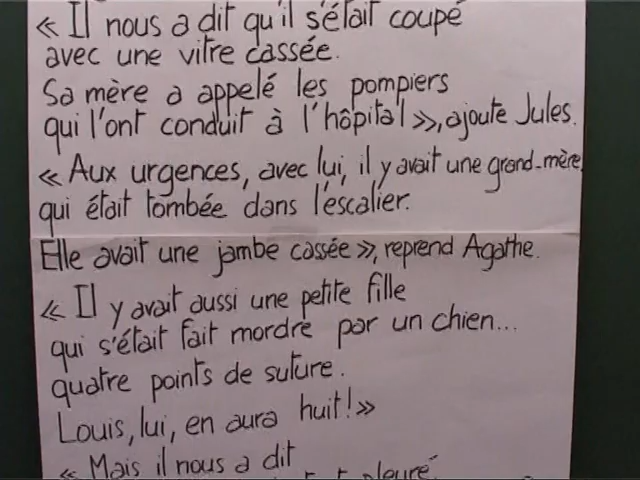 « Il nous a dit qu'il s'était coupé
avec une vitre cassée.
Sa mère a appelé les pompiers
qui l'ont conduit à l'hôpital », ajoute Jules.
« Aux urgences, avec lui, il y avait une grand-mère
qui était tombée dans l'escalier.
Elle avait une jambe cassée », reprend Agathe.
« Il y avait aussi une petite fille
qui s'était fait mordre par un chien...
quatre points de suture.
Louis, lui, en aura huit! »
« Mais il nous a dit
pleuré